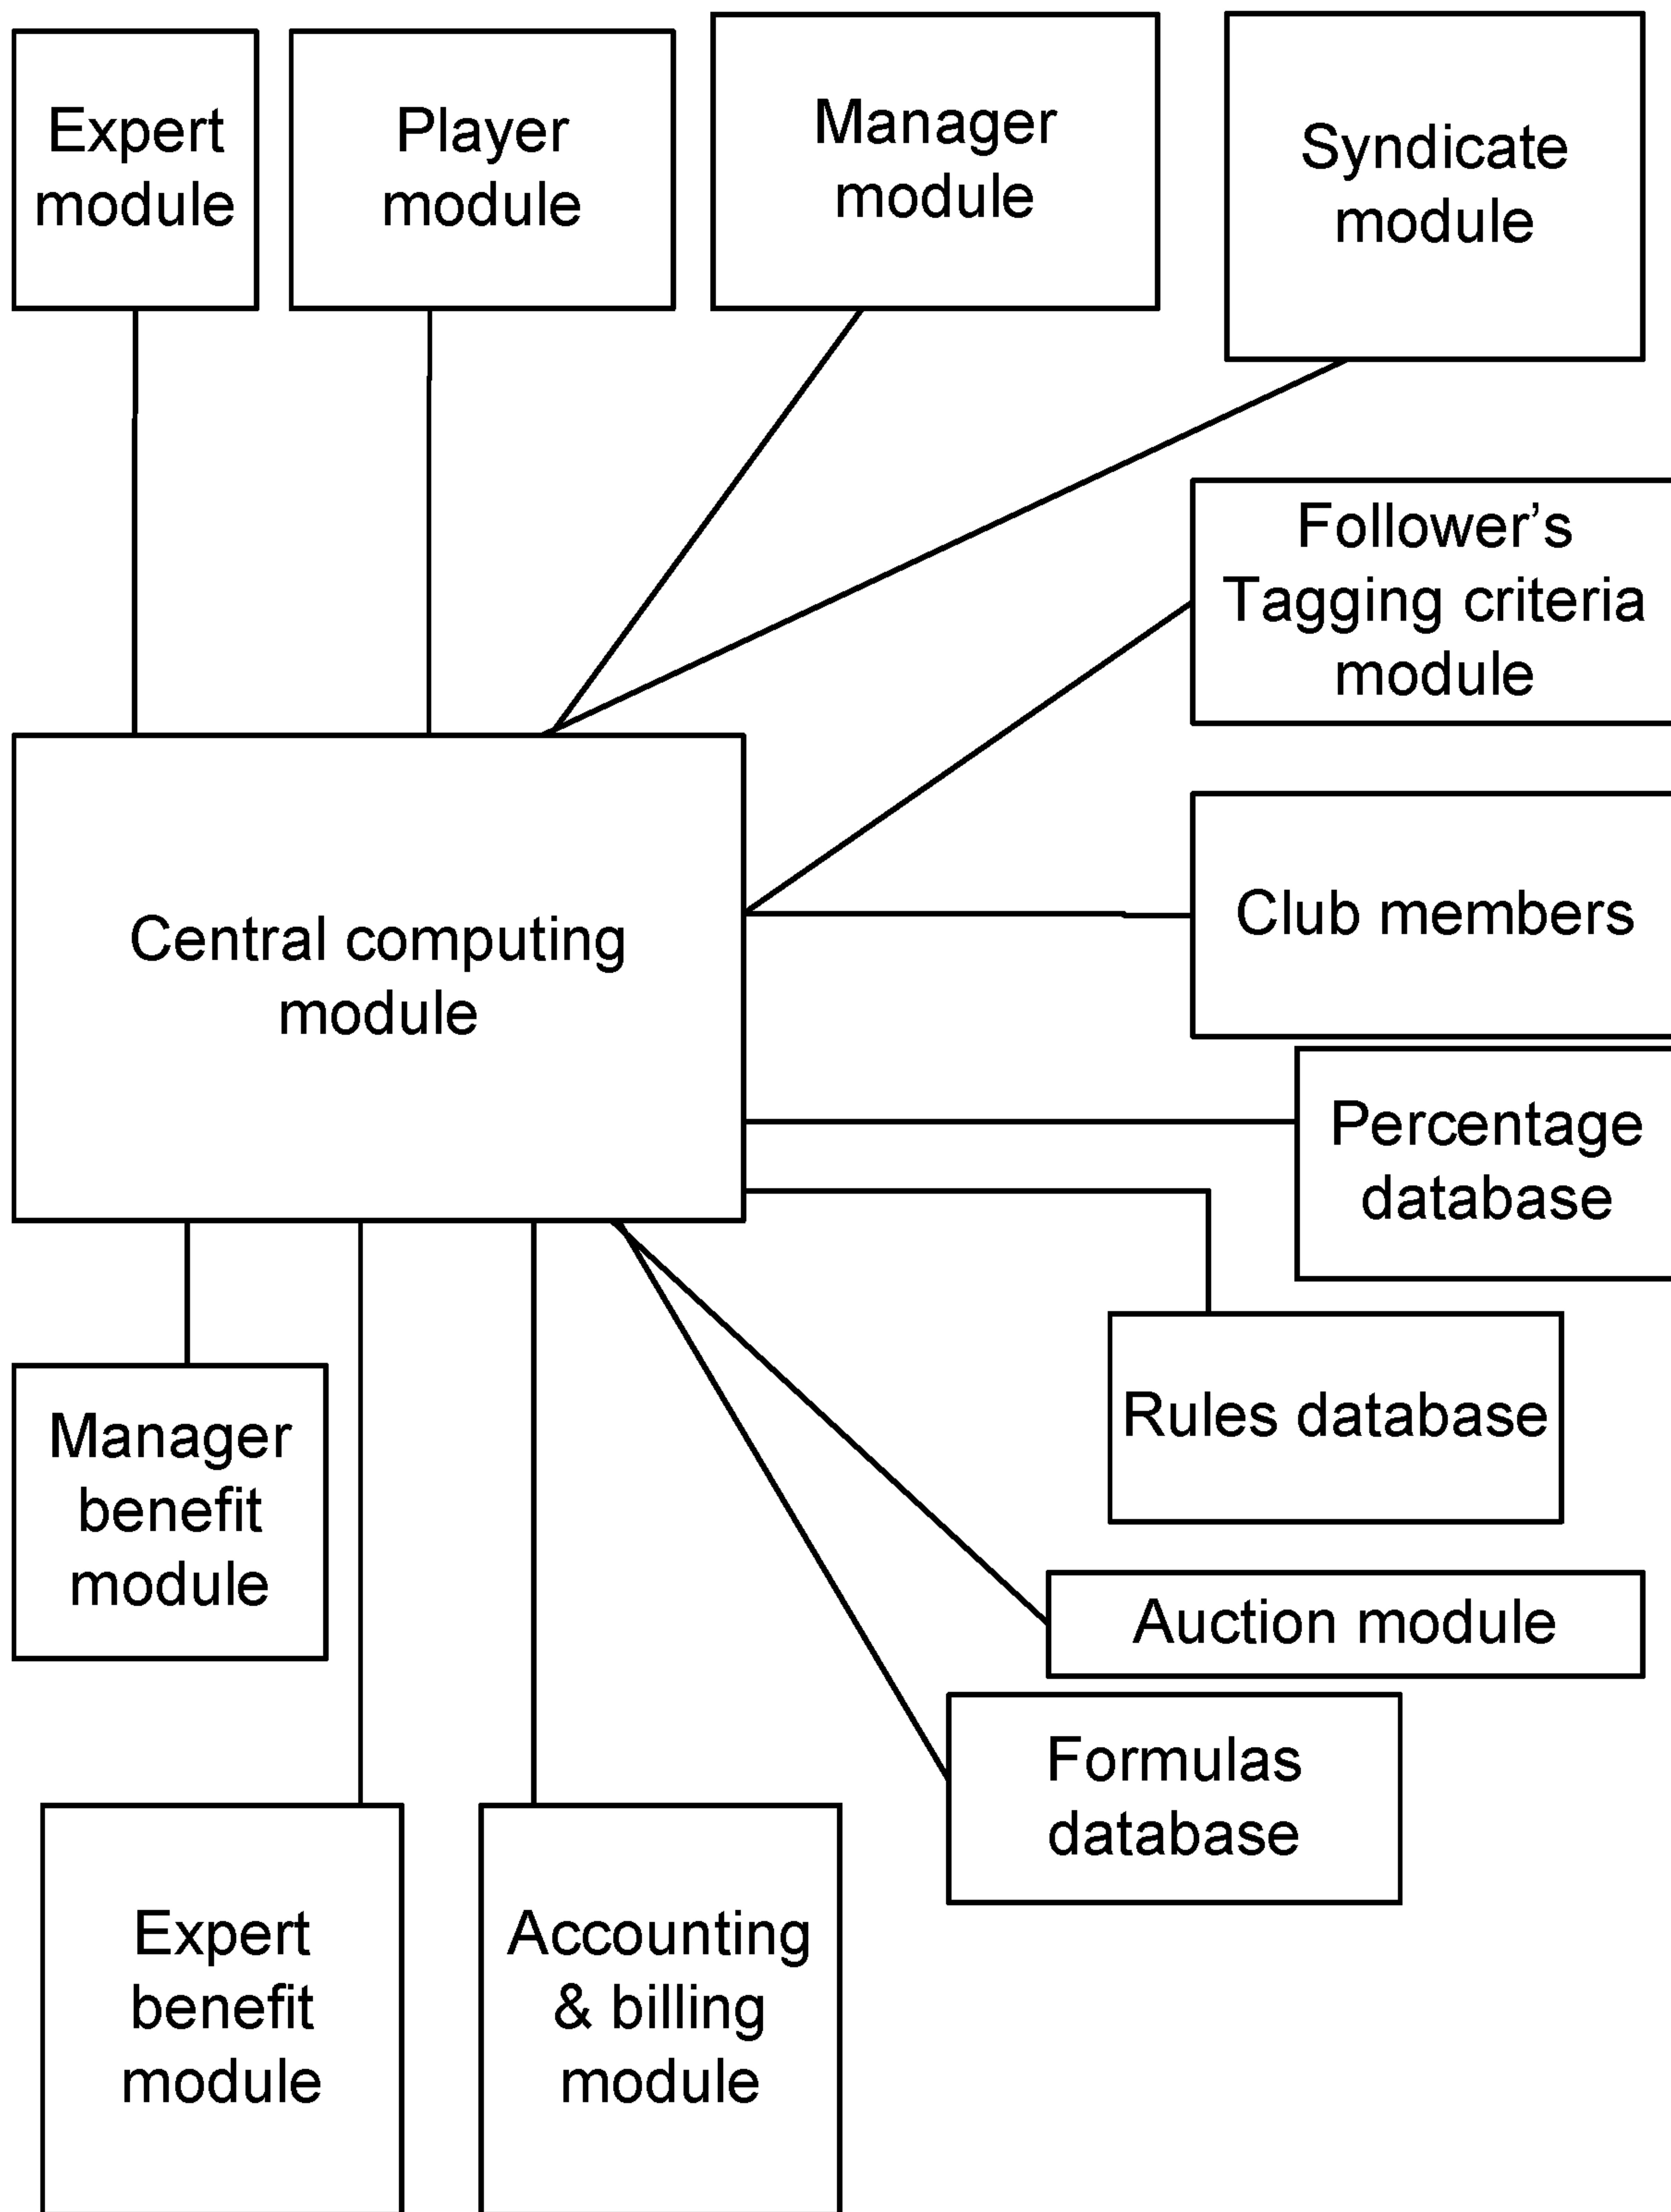 Expert
module
Player
module
Manager
module
Syndicate
module
Follower’s
Tagging criteria
module
Central computing
module
Club members
Percentage
database
Rules database
Manager
benefit
module
Auction module
Formulas
database
Expert
benefit
module
Accounting
& billing
module